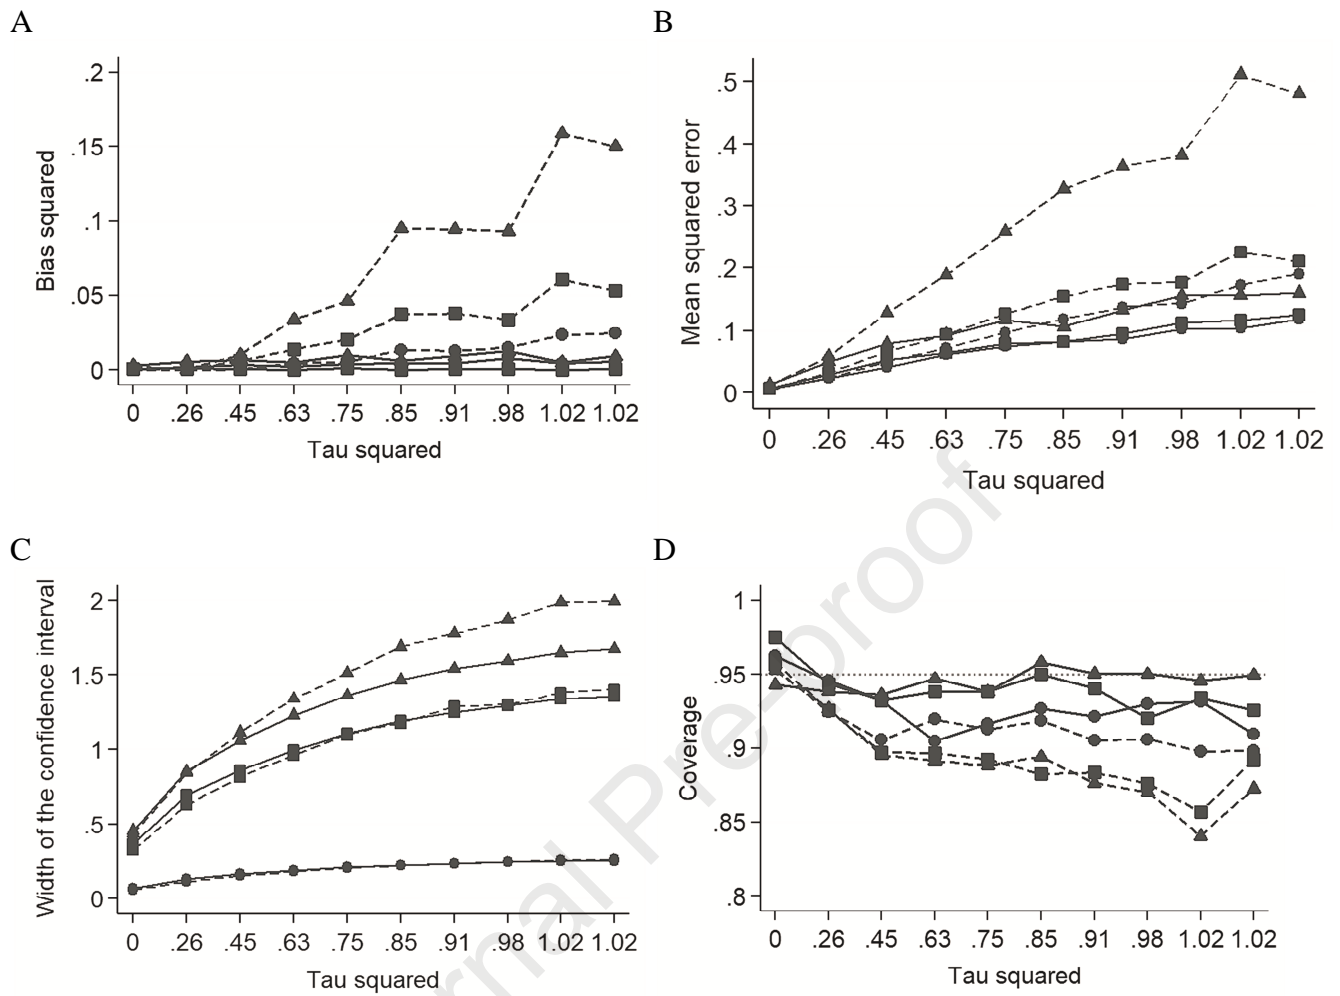 A
Bias squared
.2
.15
.1
.05
0
0 .26 .45 .63 .75 .85 .91 .98 1.02 1.02
Tau squared
B
Mean squared error
.5
.4
.3
.2
.1
0
0 .26 .45 .63 .75 .85 .91 .98 1.02 1.02
Tau squared
C
Width of the confidence interval
2
1.5
1
.5
0
0 .26 .45 .63 .75 .85 .91 .98 1.02 1.02
Tau squared
D
Coverage
1
.95
.9
.85
.8
0 .26 .45 .63 .75 .85 .91 .98 1.02 1.02
Tau squared
rnal Pre-proof